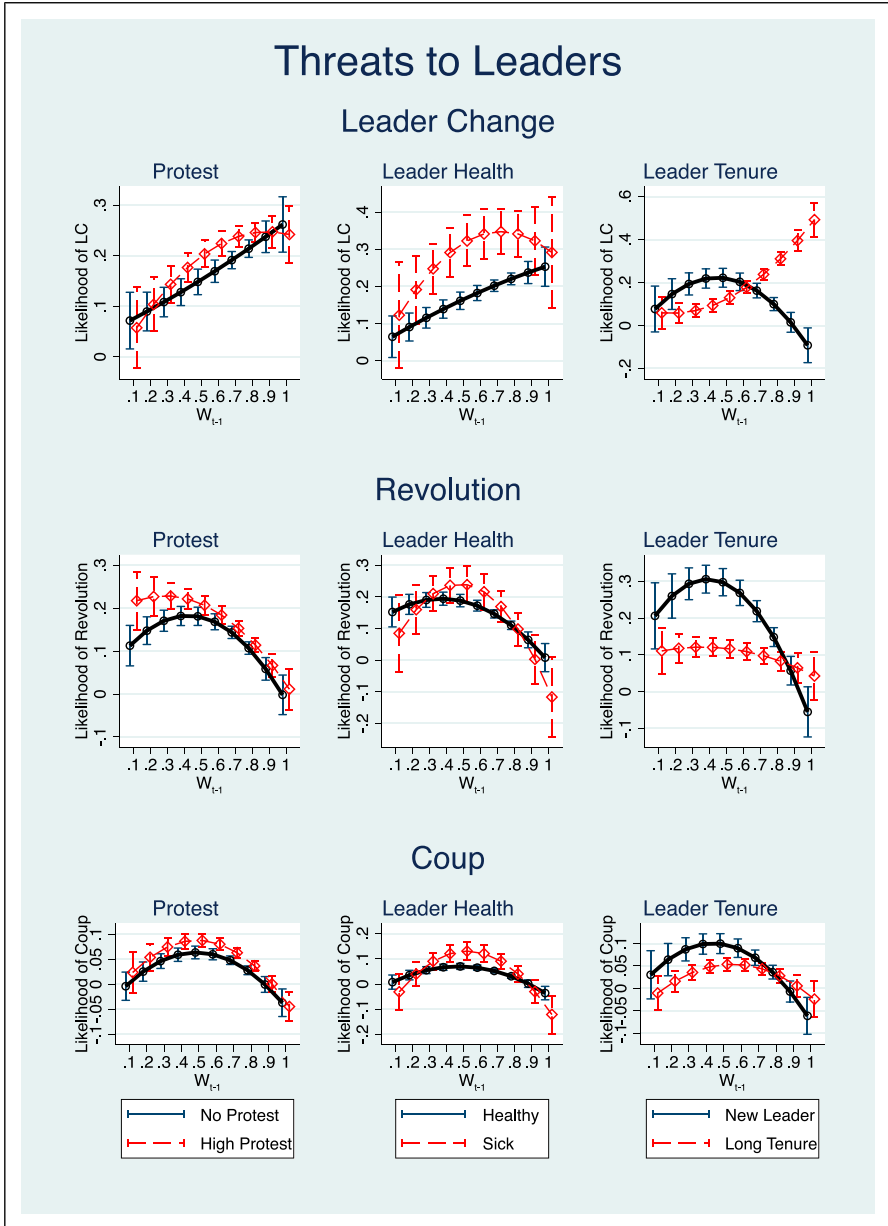 Threats to Leaders
Leader Change
Protest
Leader Health
Leader Tenure
Likelihood of LC
0 .1 .2 .3
.1 .2 .3 .4 .5 .6 .7 .8 .9 1
W t-1
Likelihood of LC
0 .1 .2 .3 .4
.1 .2 .3 .4 .5 .6 .7 .8 .9 1
W t-1
Likelihood of LC
-.2 0 .2 .4 .6
.1 .2 .3 .4 .5 .6 .7 .8 .9 1
W t-1
Revolution
Protest
Leader Health
Leader Tenure
Likelihood of Revolution
-.1 0 .1 .2 .3
.1 .2 .3 .4 .5 .6 .7 .8 .9 1
W t-1
Likelihood of Revolution
-.2 -.1 0 .1 .2 .3
.1 .2 .3 .4 .5 .6 .7 .8 .9 1
W t-1
Likelihood of Revolution
-.1 0 .1 .2 .3
.1 .2 .3 .4 .5 .6 .7 .8 .9 1
W t-1
Coup
Protest
Leader Health
Leader Tenure
Likelihood of Coup
-.1 -.05 0 .05 .1
.1 .2 .3 .4 .5 .6 .7 .8 .9 1
W t-1
Likelihood of Coup
-.2 -.1 0 .1 .2
.1 .2 .3 .4 .5 .6 .7 .8 .9 1
W t-1
Likelihood of Coup
-.1 -.05 0 .05 .1
.1 .2 .3 .4 .5 .6 .7 .8 .9 1
W t-1
No Protest
High Protest
Healthy
Sick
New Leader
Long Tenure